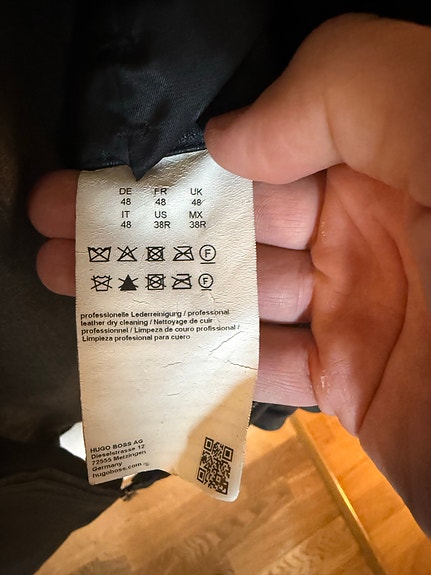 DE FR UK
48 48 48
IT US MX
48 38R 38R
F
F
professionelle Lederreinigung / professional
leather dry cleaning / Nettoyage de cuir
professionnel / Limpieza de couro profissional /
Limpieza profesional para cuero
HUGO BOSS AG
Dieselstrasse 12
72555 Metzingen
Germany
hugoboss.com